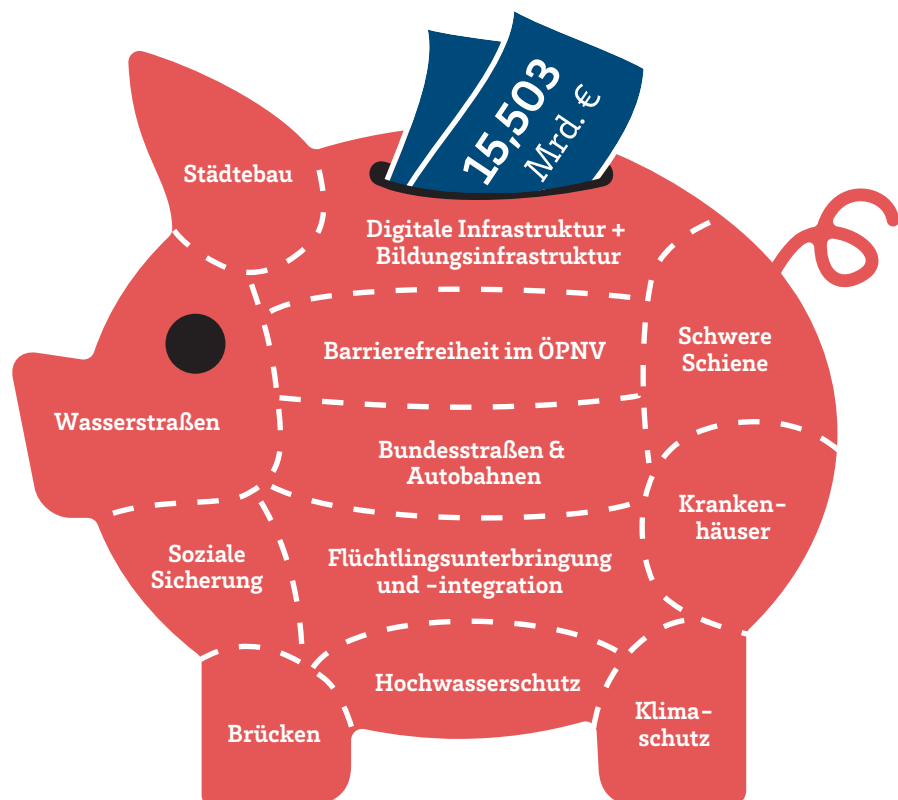 15,503
Mrd. €
Städtebau
Digitale Infrastruktur +
Bildungsinfrastruktur
Barrierefreiheit im ÖPNV
Schwere
Schiene
Wasserstraßen
Bundesstraßen &
Autobahnen
Kranken-
häuser
Soziale
Sicherung
Flüchtlingsunterbringung
und -integration
Hochwasserschutz
Brücken
Klima-
schutz